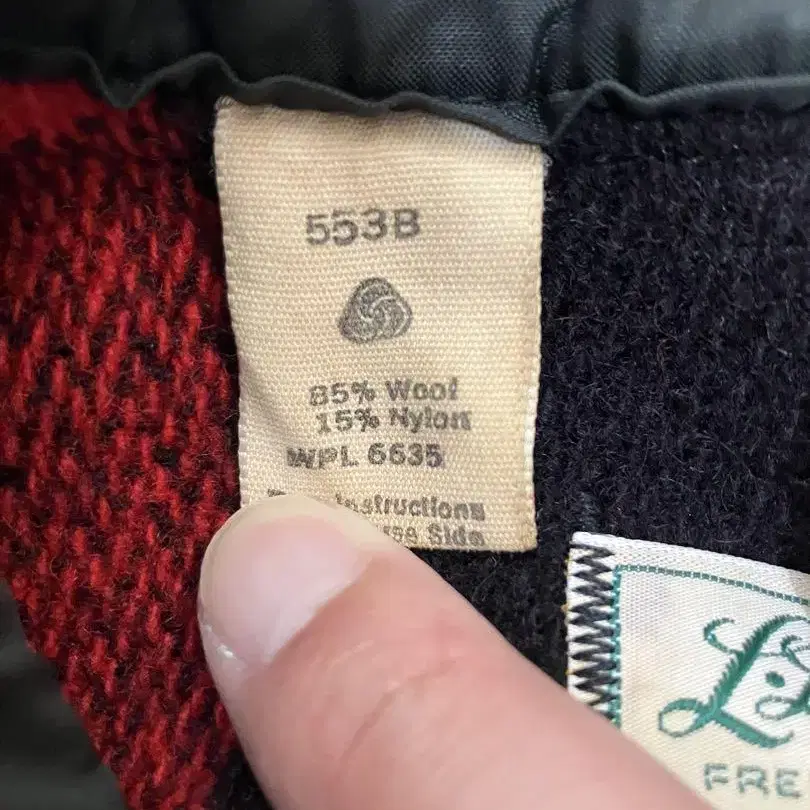 553B
85% Wool
15% Nylon
WPL 6635
Instructions
Side
L.
FRE